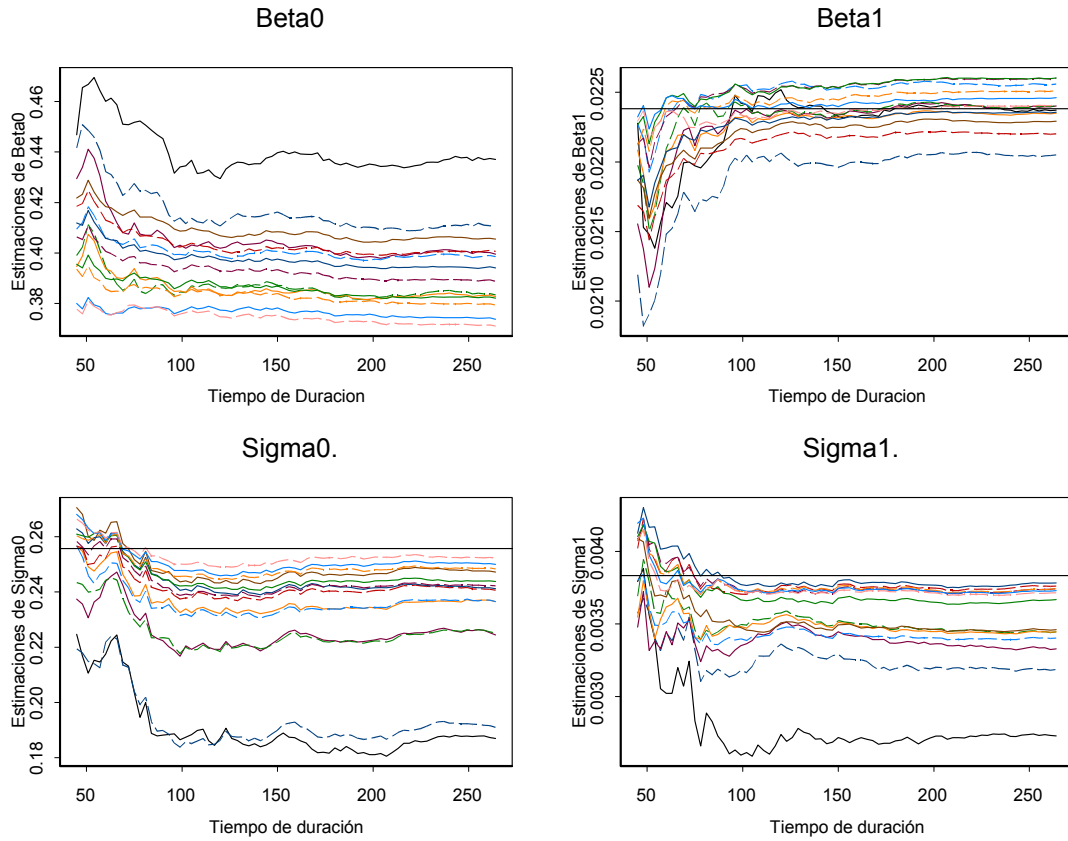 Beta0
Estimaciones de Beta0
0.38 0.40 0.42 0.44 0.46
50 100 150 200 250
Tiempo de Duracion
Beta1
Estimaciones de Beta1
0.0210 0.0215 0.0220 0.0225
50 100 150 200 250
Tiempo de Duracion
Sigma0.
Estimaciones de Sigma0
0.18 0.20 0.22 0.24 0.26
50 100 150 200 250
Tiempo de duración
Sigma1.
Estimaciones de Sigma1
0.0030 0.0035 0.0040
50 100 150 200 250
Tiempo de duración